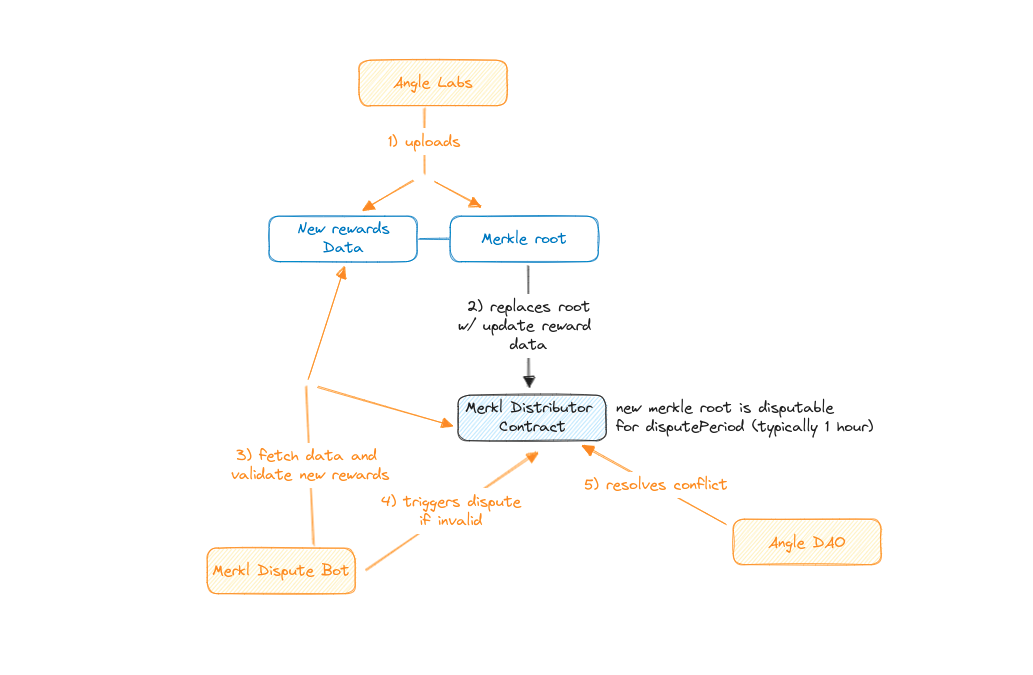 Angle Labs
1) uploads
New rewards
Data
Merkle root
2) replaces root
w/ update reward
data
Merkl Distributor
Contract
new merkle root is disputable
for disputePeriod (typically 1 hour)
3) fetch data and
validate new rewards
4) triggers dispute
if invalid
5) resolves conflict
Angle DAO
Merkl Dispute Bot